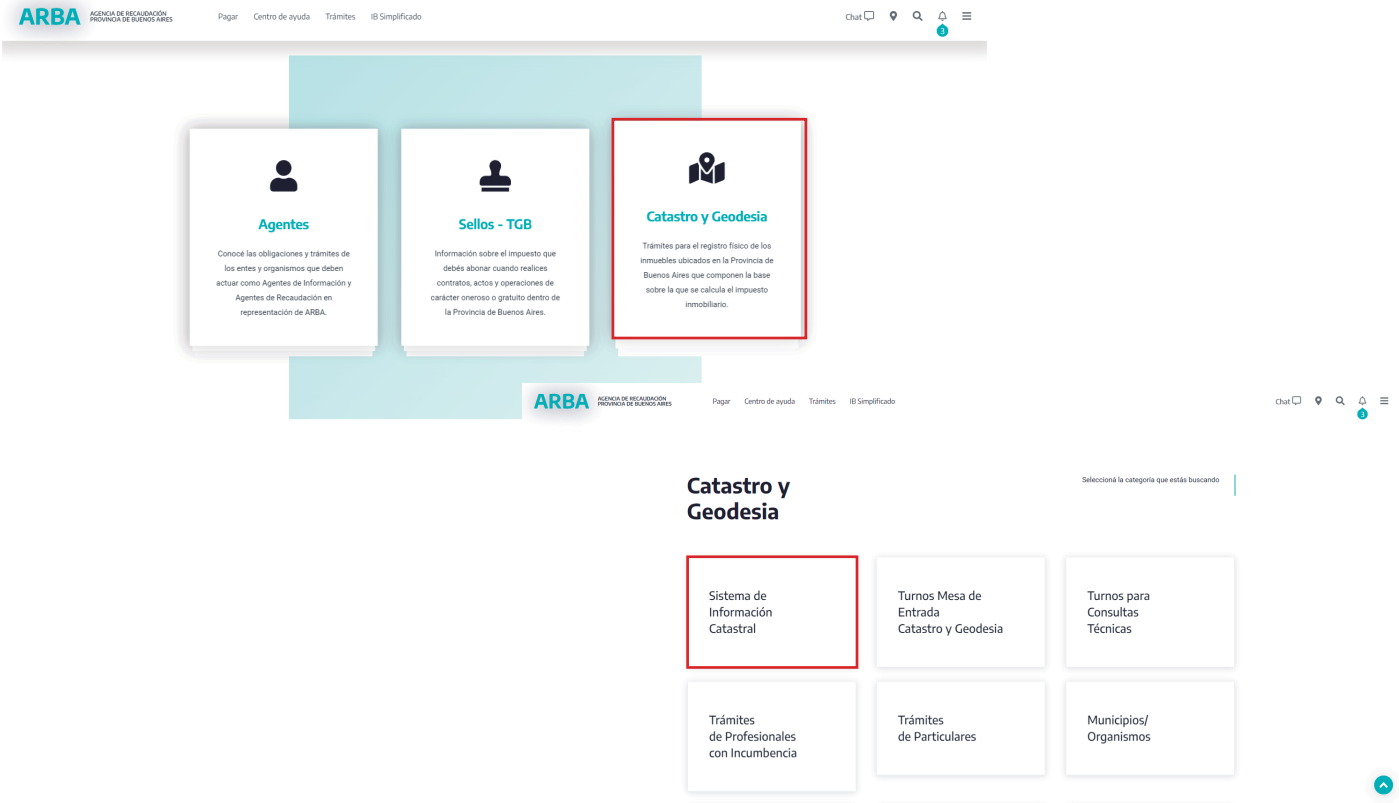 ARBA
AGENCIA DE RECAUDACIÓN
PROVINCIA DE BUENOS AIRES
Pagar
Centro de ayuda
Trámites
IB Simplificado
Chat
3
Agentes
Conocé las obligaciones y trámites de
los entes y organismos que deben
actuar como Agentes de Información y
Agentes de Recaudación en
representación de ARBA.
Sellos - TGB
Información sobre el impuesto que
debés abonar cuando realices
contratos, actos y operaciones de
carácter oneroso o gratuito dentro de
la Provincia de Buenos Aires.
Catastro y Geodesia
Trámites para el registro físico de los
inmuebles ubicados en la Provincia de
Buenos Aires que componen la base
sobre la que se calcula el impuesto
inmobiliario.
ARBA
AGENCIA DE RECAUDACIÓN
PROVINCIA DE BUENOS AIRES
Pagar
Centro de ayuda
Trámites
IB Simplificado
Chat
3
Catastro y
Geodesia
Seleccioná la categoría que estás buscando
Sistema de
Información
Catastral
Turnos Mesa de
Entrada
Catastro y Geodesia
Turnos para
Consultas
Técnicas
Trámites
de Profesionales
con Incumbencia
Trámites
de Particulares
Municipios/
Organismos